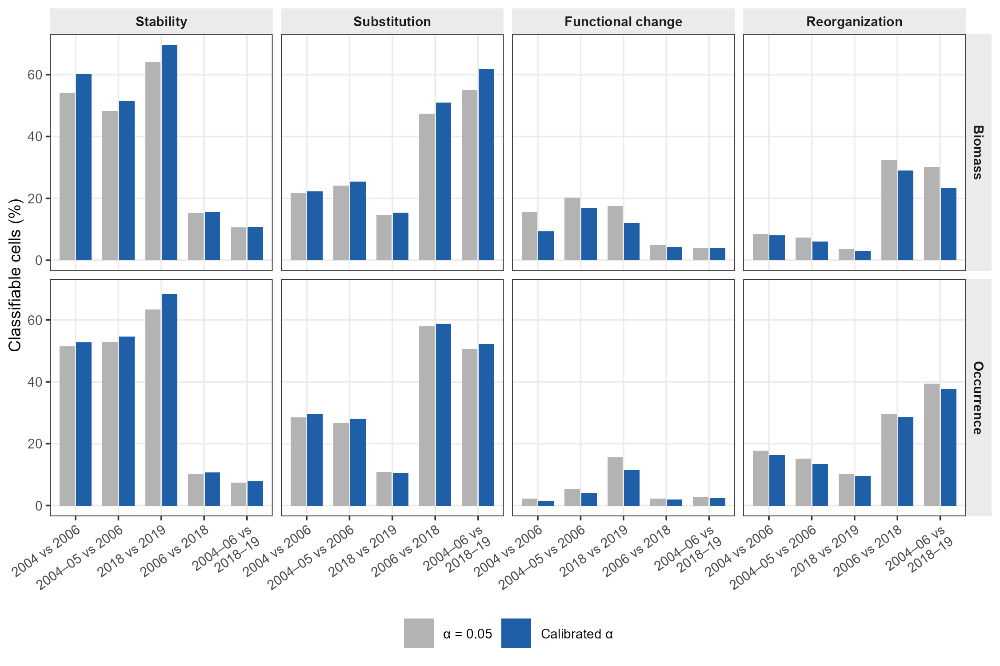 Stability
Substitution
Functional change
Reorganization
Classifiable cells (%)
60
40
20
0
Biomass
60
40
20
0
Occurrence
2004 vs 2006
2004–05 vs 2006
2018 vs 2019
2006 vs 2018
2004–06 vs
2018–19
2004 vs 2006
2004–05 vs 2006
2018 vs 2019
2006 vs 2018
2004–06 vs
2018–19
2004 vs 2006
2004–05 vs 2006
2018 vs 2019
2006 vs 2018
2004–06 vs
2018–19
2004 vs 2006
2004–05 vs 2006
2018 vs 2019
2006 vs 2018
2004–06 vs
2018–19
α = 0.05
Calibrated α